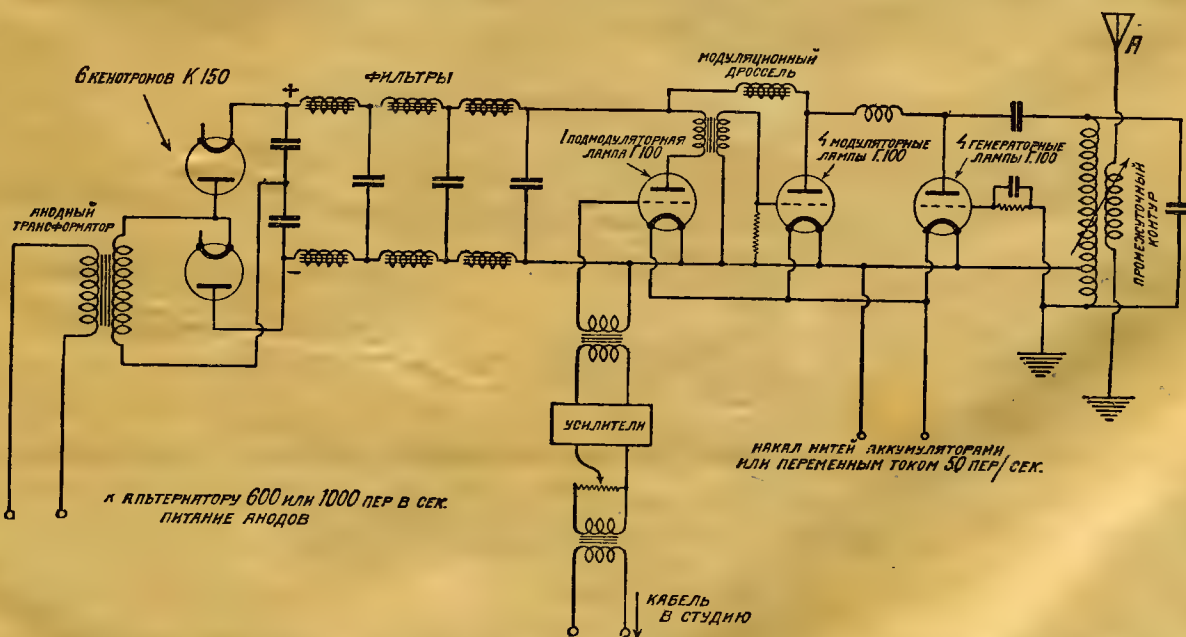 6 КЕНОТРОНОВ К 150
+
ФИЛЬТРЫ
МОДУЛЯЦИОННЫЙ
ДРОССЕЛЬ
А
1 ПОДМОДУЛЯТОРНАЯ
ЛАМПА Г.100
4 МОДУЛЯТОРНЫЕ
ЛАМПЫ Г.100
4 ГЕНЕРАТОРНЫЕ
ЛАМПЫ Г.100
ПРОМЕЖУТОЧНЫЙ
КОНТУР
АНОДНЫЙ
ТРАНСФОРМАТОР
−
УСИЛИТЕЛИ
НАКАЛ НИТЕЙ АККУМУЛЯТОРАМИ
ИЛИ ПЕРЕМЕННЫМ ТОКОМ 50 ПЕР/СЕК.
К АЛЬТЕРНАТОРУ 600 ИЛИ 1000 ПЕР В СЕК.
ПИТАНИЕ АНОДОВ
КАБЕЛЬ
В СТУДИЮ